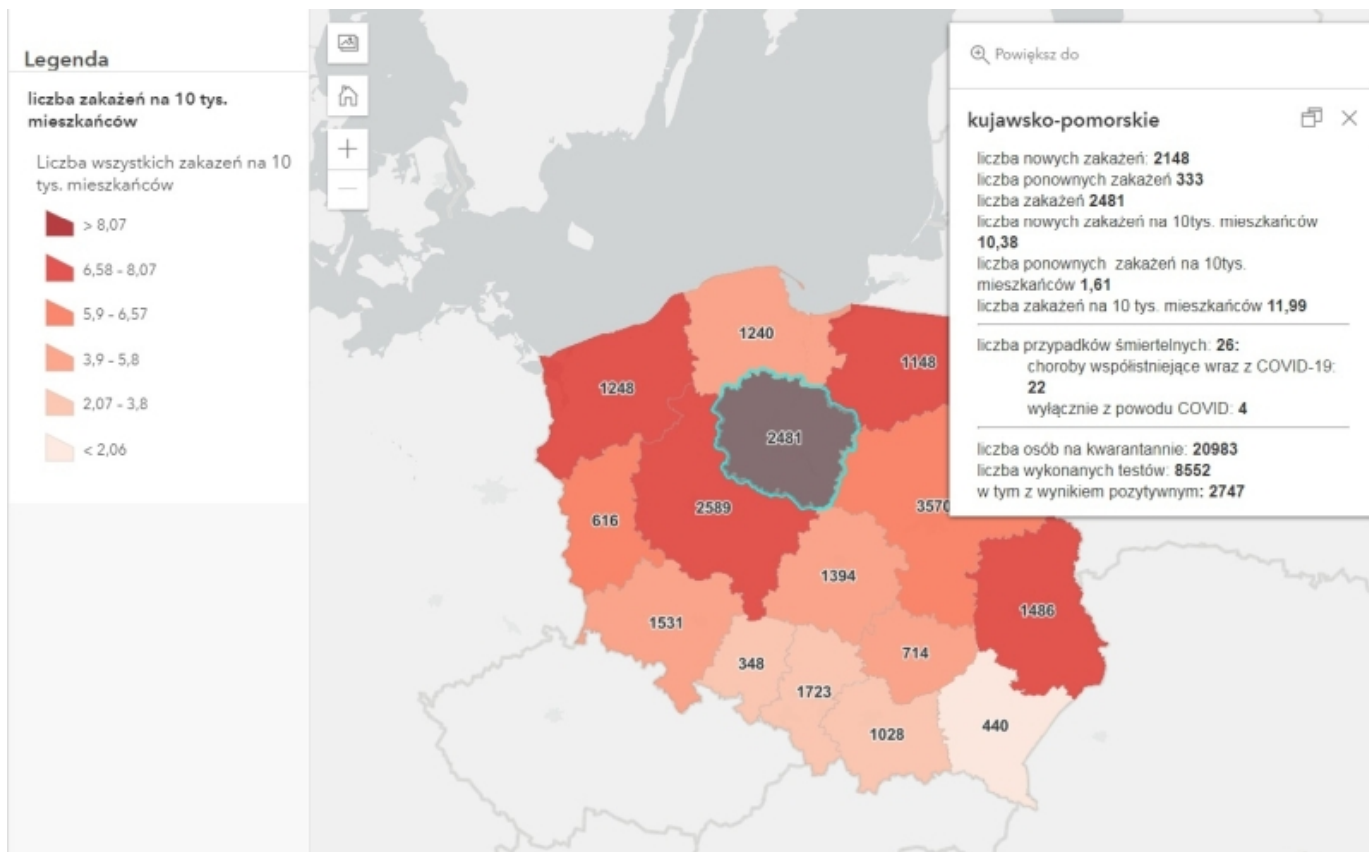 Legenda
liczba zakażeń na 10 tys.
mieszkańców
Liczba wszystkich zakazeń na 10
tys. mieszkańców
> 8,07
6,58 - 8,07
5,9 - 6,57
3,9 - 5,8
2,07 - 3,8
< 2,06
Powiększ do
kujawsko-pomorskie
liczba nowych zakażeń: 2148
liczba ponownych zakażeń 333
liczba zakażeń 2481
liczba nowych zakażeń na 10tys. mieszkańców
10,38
liczba ponownych zakażeń na 10tys.
mieszkańców 1,61
liczba zakażeń na 10 tys. mieszkańców 11,99
liczba przypadków śmiertelnych: 26:
choroby współistniejące wraz z COVID-19:
22
wyłącznie z powodu COVID: 4
liczba osób na kwarantannie: 20983
liczba wykonanych testów: 8552
w tym z wynikiem pozytywnym: 2747
1240
1148
1248
2481
2589
3570
616
1394
1486
1531
714
348
1723
1028
440